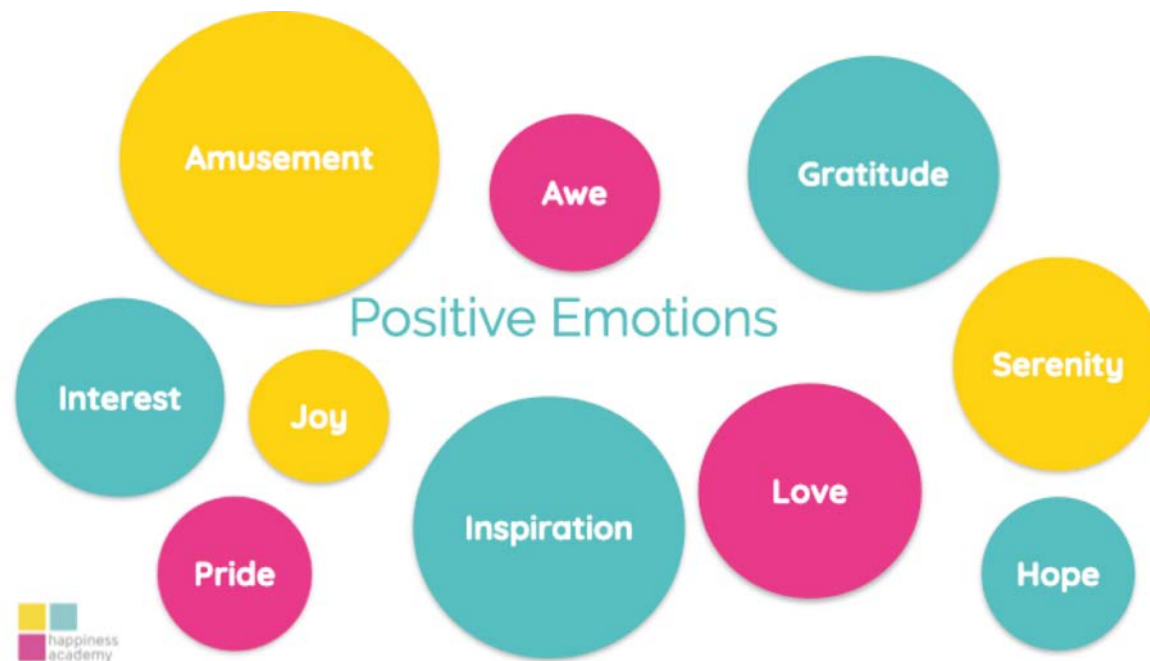 Amusement
Awe
Gratitude
Positive Emotions
Serenity
Interest
Joy
Love
Inspiration
Pride
Hope
happiness
academy